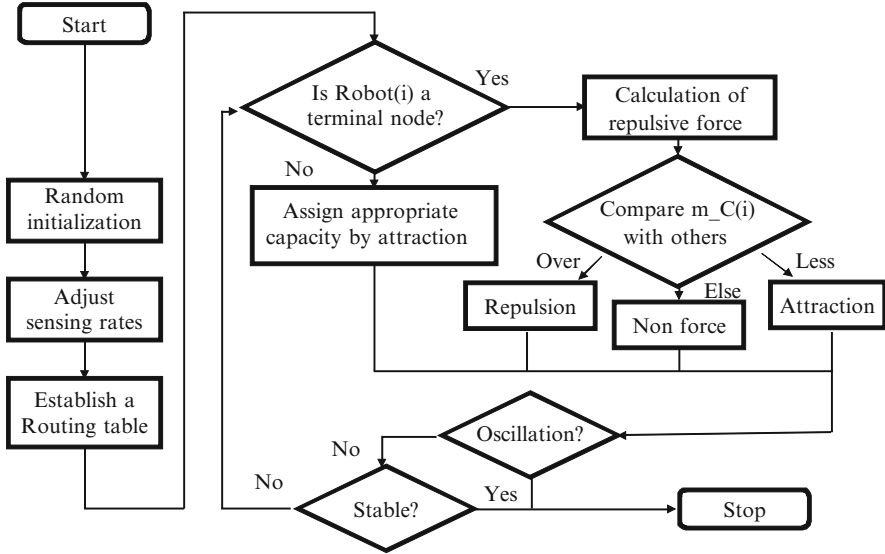 Start
Random
initialization
Adjust
sensing rates
Establish a
Routing table
Is Robot(i) a
terminal node?
Yes
No
Assign appropriate
capacity by attraction
Calculation of
repulsive force
Compare m_C(i)
with others
Over
Else
Less
Repulsion
Non force
Attraction
Oscillation?
No
Stable?
No
Yes
Stop